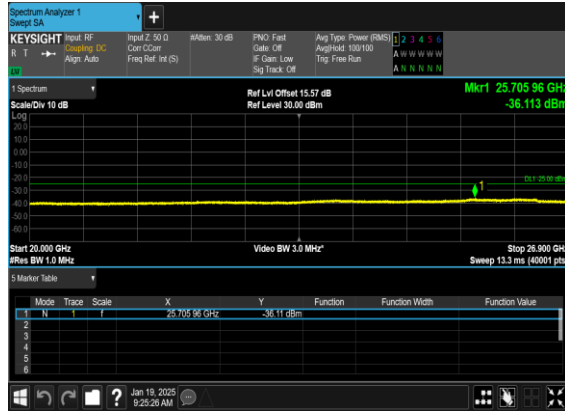 Spectrum Analyzer 1
Swept SA
+
KEYSIGHT Input: RF Input Z: 50 Ω #Atten: 30 dB PNO: Fast Avg Type: Power (RMS) 1 2 3 4 5 6
R T Coupling: DC Corr CCorr Gate: Off Avg|Hold: 100/100 A W W W W W
Align: Auto Freq Ref: Int (S) IF Gain: Low Trig: Free Run
Sig Track: Off A N N N N N
1 Spectrum Ref Lvl Offset 15.57 dB Mkr1 25.705 96 GHz
Scale/Div 10 dB Ref Level 30.00 dBm -36.113 dBm
Log
20.0
10.0
0.00
-10.0
-20.0 DL1 -25.00 dBm
-30.0 1
-40.0
-50.0
-60.0
Start 20.000 GHz Video BW 3.0 MHz* Stop 26.900 GHz
#Res BW 1.0 MHz Sweep 13.3 ms (40001 pts)
5 Marker Table
Mode Trace Scale X Y Function Function Width Function Value
1 N 1 f 25.705 96 GHz -36.11 dBm
2
3
4
5
6
? Jan 19, 2025
9:25:26 AM